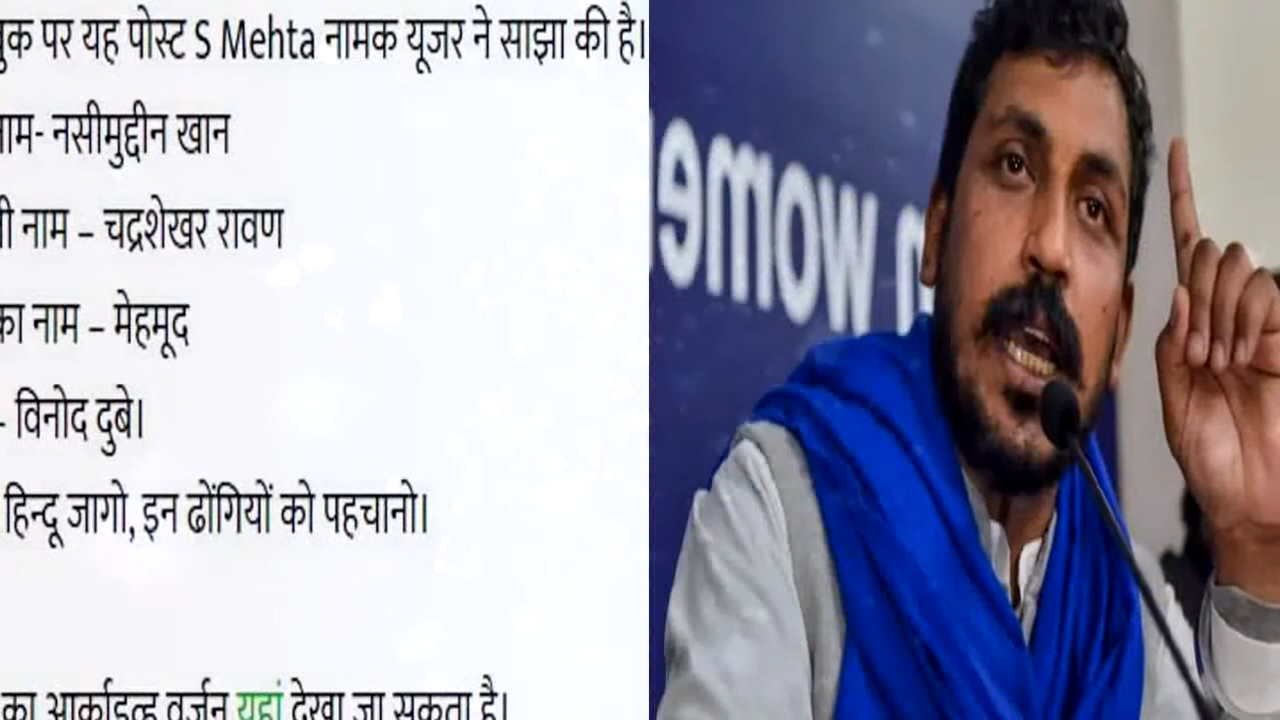 ुक पर यह पोस्ट S Mehta नामक यूजर ने साझा की है।
नाम- नसीमुद्दीन खान
ी नाम – चद्रशेखर रावण
का नाम – मेहमूद
- विनोद दुबे।
हिन्दू जागो, इन ढोंगियों को पहचानो।
का आर्काइव्ह वर्जन यहां देखा जा सकता है।
n wome